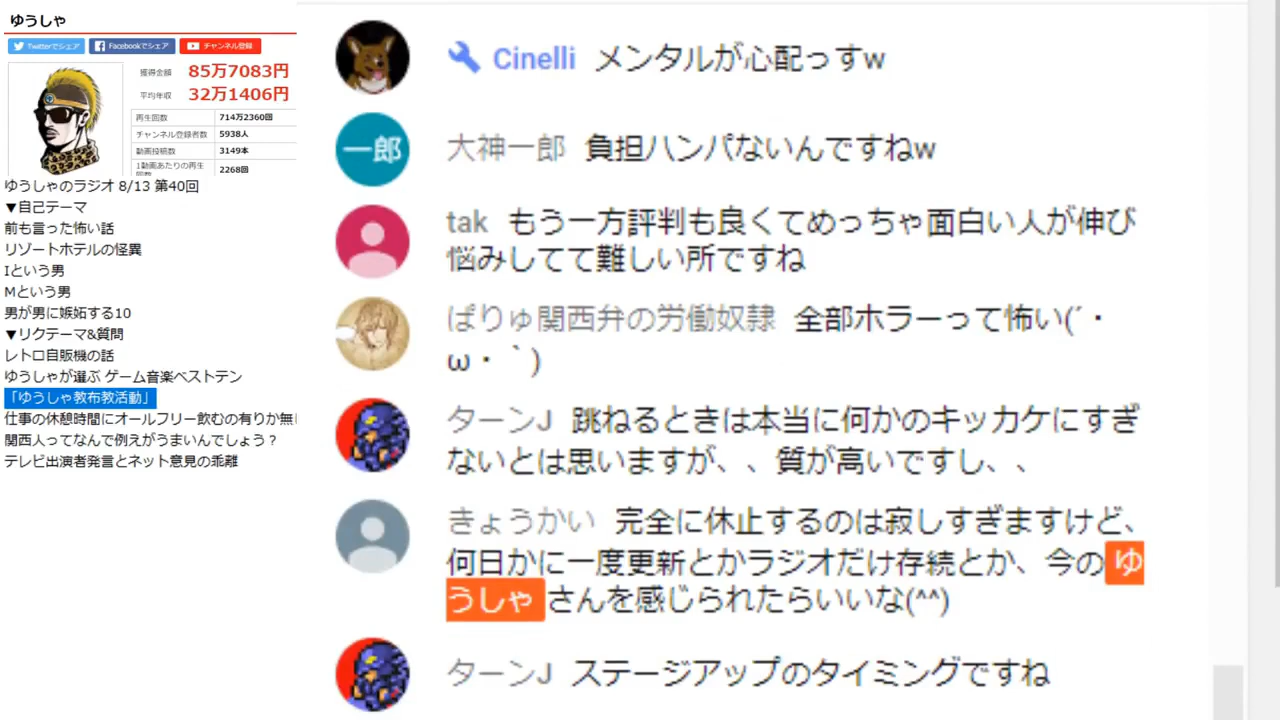 ゆうしゃ
Twitterでシェア
Facebookでシェア
チャンネル登録
獲得金額 85万7083円
平均年収 32万1406円
再生回数 714万2360回
チャンネル登録者数 5938人
動画投稿数 3149本
1動画あたりの再生 2268回
ゆうしゃのラジオ 8/13 第40回
▼自己テーマ
前も言った怖い話
リゾートホテルの怪異
Iという男
Mという男
男が男に嫉妬する10
▼リクテーマ&質問
レトロ自販機の話
ゆうしゃが選ぶ ゲーム音楽ベストテン
「ゆうしゃ教布教活動」
仕事の休憩時間にオールフリー飲むの有りか無し
関西人ってなんで例えがうまいんでしょう？
テレビ出演者発言とネット意見の乖離
Cinelli メンタルが心配っすw
一郎
大神一郎 負担ハンパないんですねw
tak もう一方評判も良くてめっちゃ面白い人が伸び
悩みしてて難しい所ですね
ぱりゅ関西弁の労働奴隷 全部ホラーって怖い(´・
ω・｀)
ターンJ 跳ねるときは本当に何かのキッカケにすぎ
ないとは思いますが、、質が高いですし、、
きょうかい 完全に休止するのは寂しすぎますけど、
何日かに一度更新とかラジオだけ存続とか、今のゆ
うしゃさんを感じられたらいいな(^^)
ターンJ ステージアップのタイミングですね